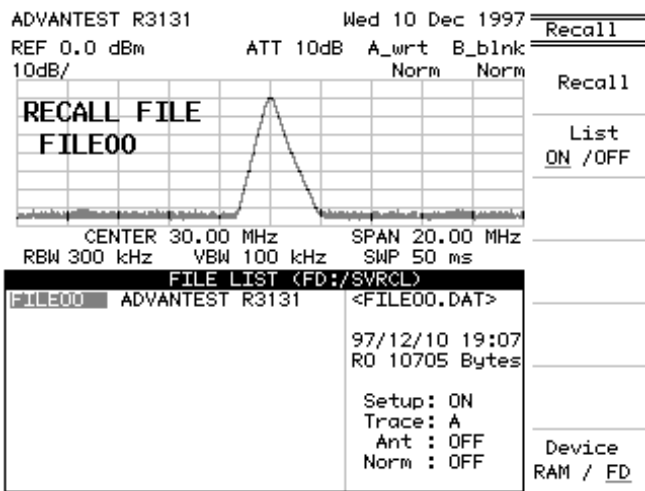 ADVANTEST R3131 Wed 10 Dec 1997
REF 0.0 dBm ATT 10dB A_wrt B_blnk
10dB/ Norm Norm
RECALL FILE
FILE00
CENTER 30.00 MHz SPAN 20.00 MHz
RBW 300 kHz VBW 100 kHz SWP 50 ms
FILE LIST (FD:/SVRCL)
FILE00 ADVANTEST R3131
<FILE00.DAT>
97/12/10 19:07
RO 10705 Bytes
Setup: ON
Trace: A
Ant : OFF
Norm : OFF
Recall
Recall
List
ON /OFF
Device
RAM / FD